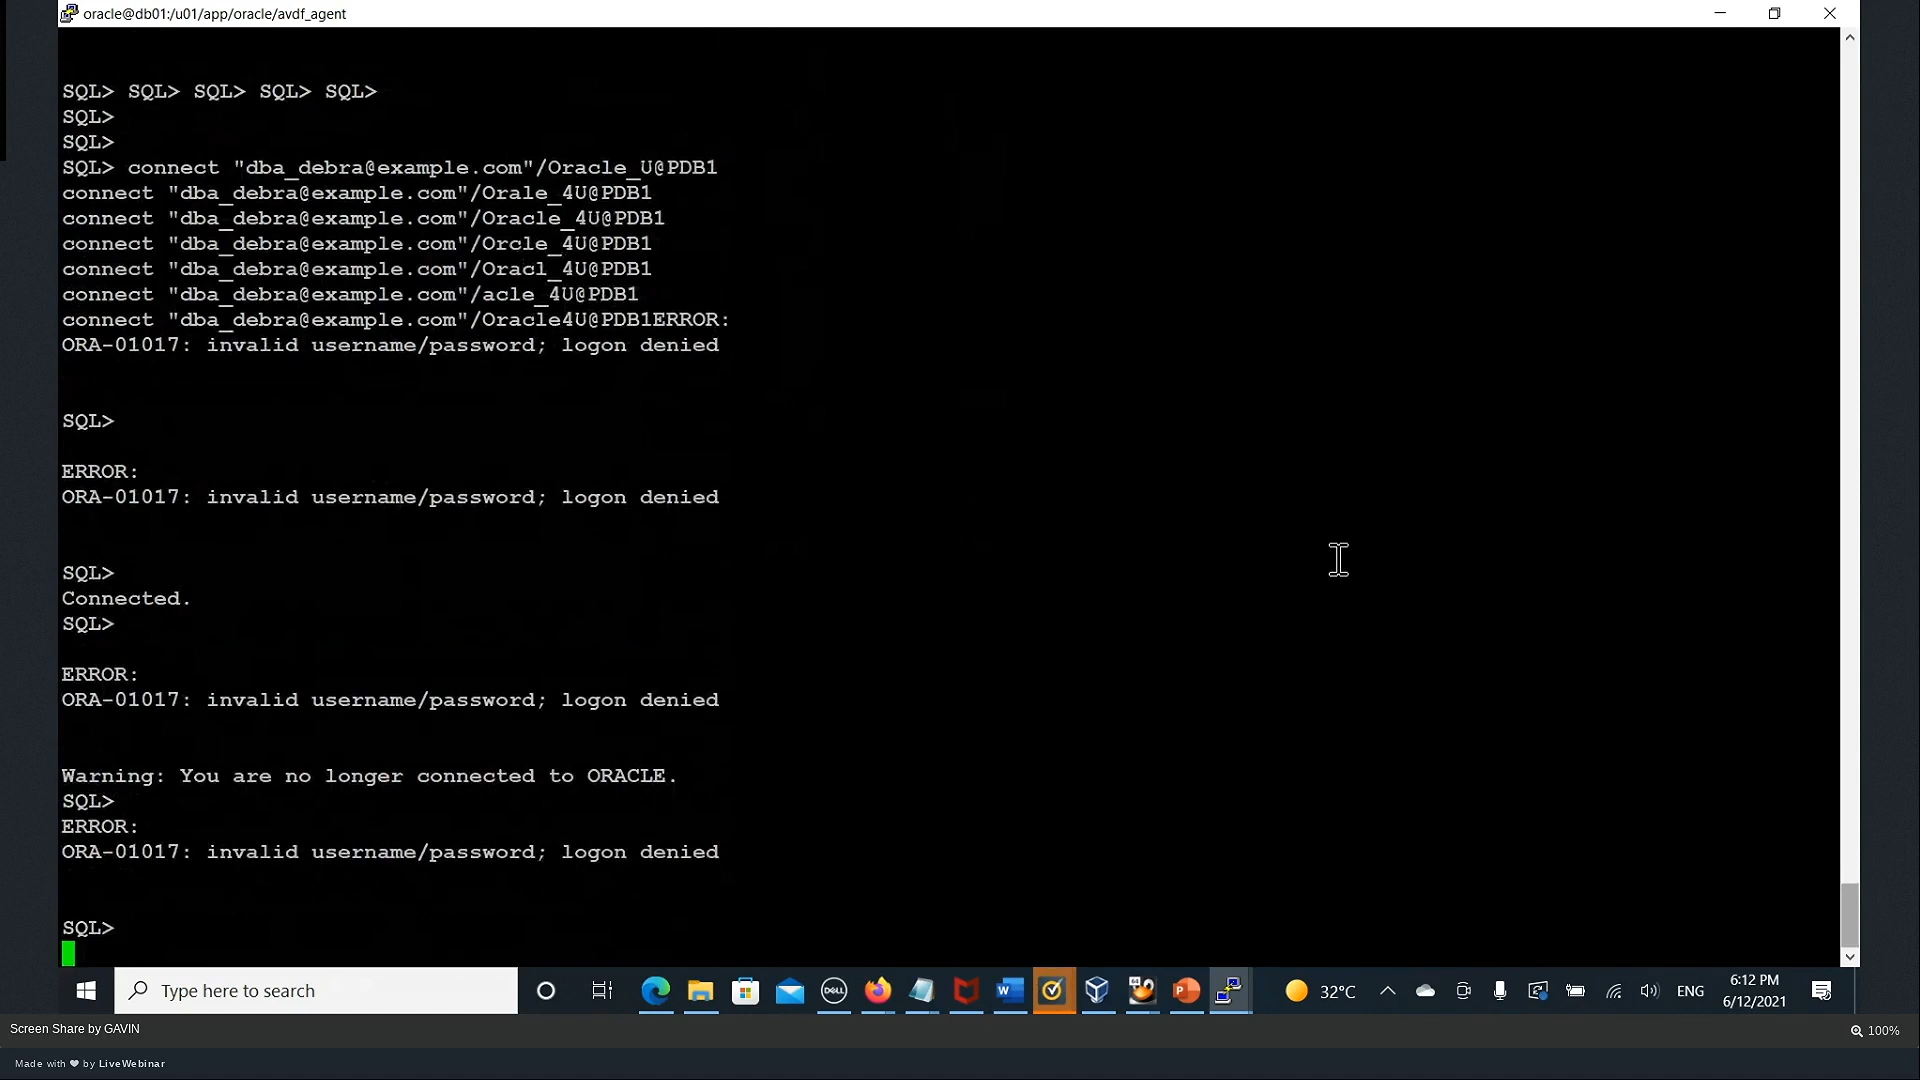 oracle@db01:/u01/app/oracle/avdf_agent
SQL> SQL> SQL> SQL> SQL>
SQL>
SQL>
SQL> connect "dba_debra@example.com"/Oracle_U@PDB1
connect "dba_debra@example.com"/Orale_4U@PDB1
connect "dba_debra@example.com"/Oracle_4U@PDB1
connect "dba_debra@example.com"/Orcle_4U@PDB1
connect "dba_debra@example.com"/Oracl_4U@PDB1
connect "dba_debra@example.com"/acle_4U@PDB1
connect "dba_debra@example.com"/Oracle4U@PDB1ERROR:
ORA-01017: invalid username/password; logon denied
SQL>
ERROR:
ORA-01017: invalid username/password; logon denied
SQL>
Connected.
SQL>
ERROR:
ORA-01017: invalid username/password; logon denied
Warning: You are no longer connected to ORACLE.
SQL>
ERROR:
ORA-01017: invalid username/password; logon denied
SQL>
Type here to search
DELL
32°C
ENG
6:12 PM
6/12/2021
Screen Share by GAVIN
100%
Made with ❤ by LiveWebinar